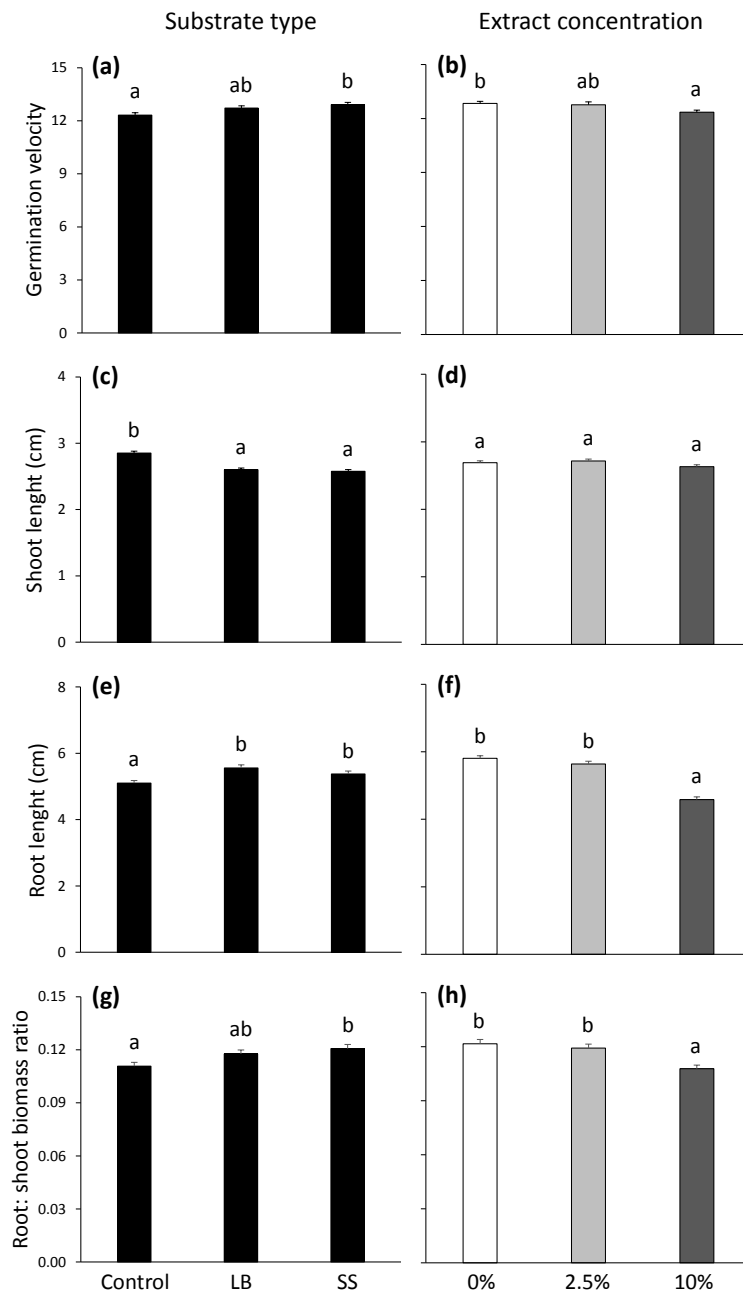 Substrate type
Extract concentration
(a)
(b)
Germination velocity
15
12
9
6
3
0
a
ab
b
b
ab
a
(c)
(d)
Shoot lenght (cm)
4
3
2
1
0
b
a
a
a
a
a
(e)
(f)
Root lenght (cm)
8
6
4
2
0
a
b
b
b
b
a
(g)
(h)
Root: shoot biomass ratio
0.15
0.12
0.09
0.06
0.03
0.00
a
ab
b
b
b
a
Control
LB
SS
0%
2.5%
10%